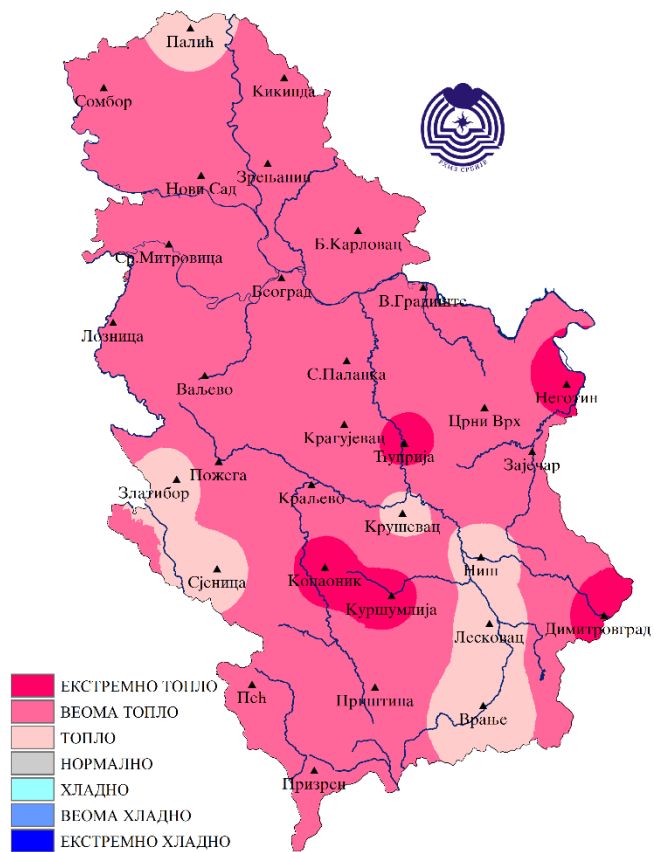 Палић
Сомбор
Кикинда
Зрењанин
Нови Сад
РХМЗ СРБИЈЕ
Б.Карловац
Ср.Митровица
Београд
В.Градиште
Лозница
С.Паланка
Ваљево
Неготин
Црни Врх
Крагујевац
Ћуприја
Зајечар
Пожега
Златибор
Краљево
Крушевац
Ниш
Сјеница
Копаоник
Куршумлија
Лесковац
Димитровград
Пећ
Приштина
Врање
Призрен
ЕКСТРЕМНО ТОПЛО
ВЕОМА ТОПЛО
ТОПЛО
НОРМАЛНО
ХЛАДНО
ВЕОМА ХЛАДНО
ЕКСТРЕМНО ХЛАДНО